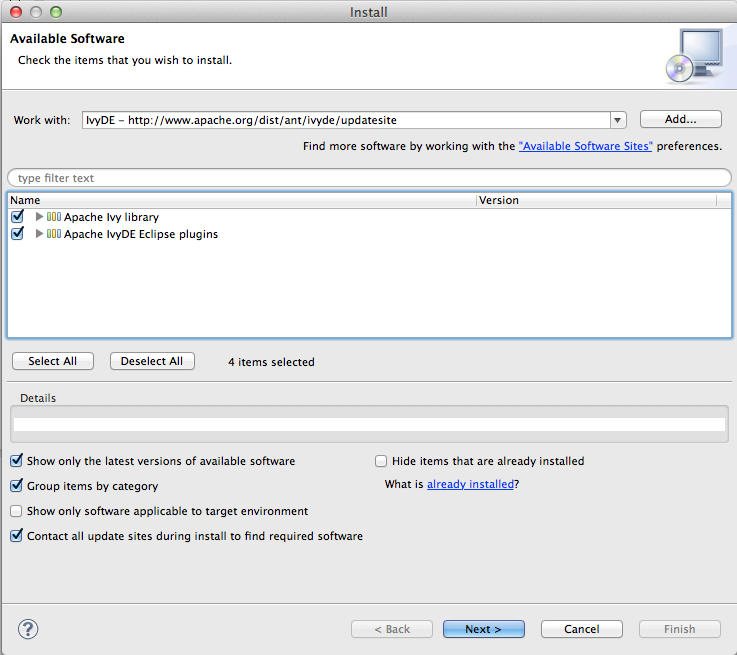 Install
Available Software
Check the items that you wish to install.
Work with: IvyDE – http://www.apache.org/dist/ant/ivyde/updatesite Add...
Find more software by working with the "Available Software Sites" preferences.
type filter text
Name Version
Apache Ivy library
Apache IvyDE Eclipse plugins
Select All Deselect All 4 items selected
Details
Show only the latest versions of available software Hide items that are already installed
Group items by category What is already installed?
Show only software applicable to target environment
Contact all update sites during install to find required software
? < Back Next > Cancel Finish